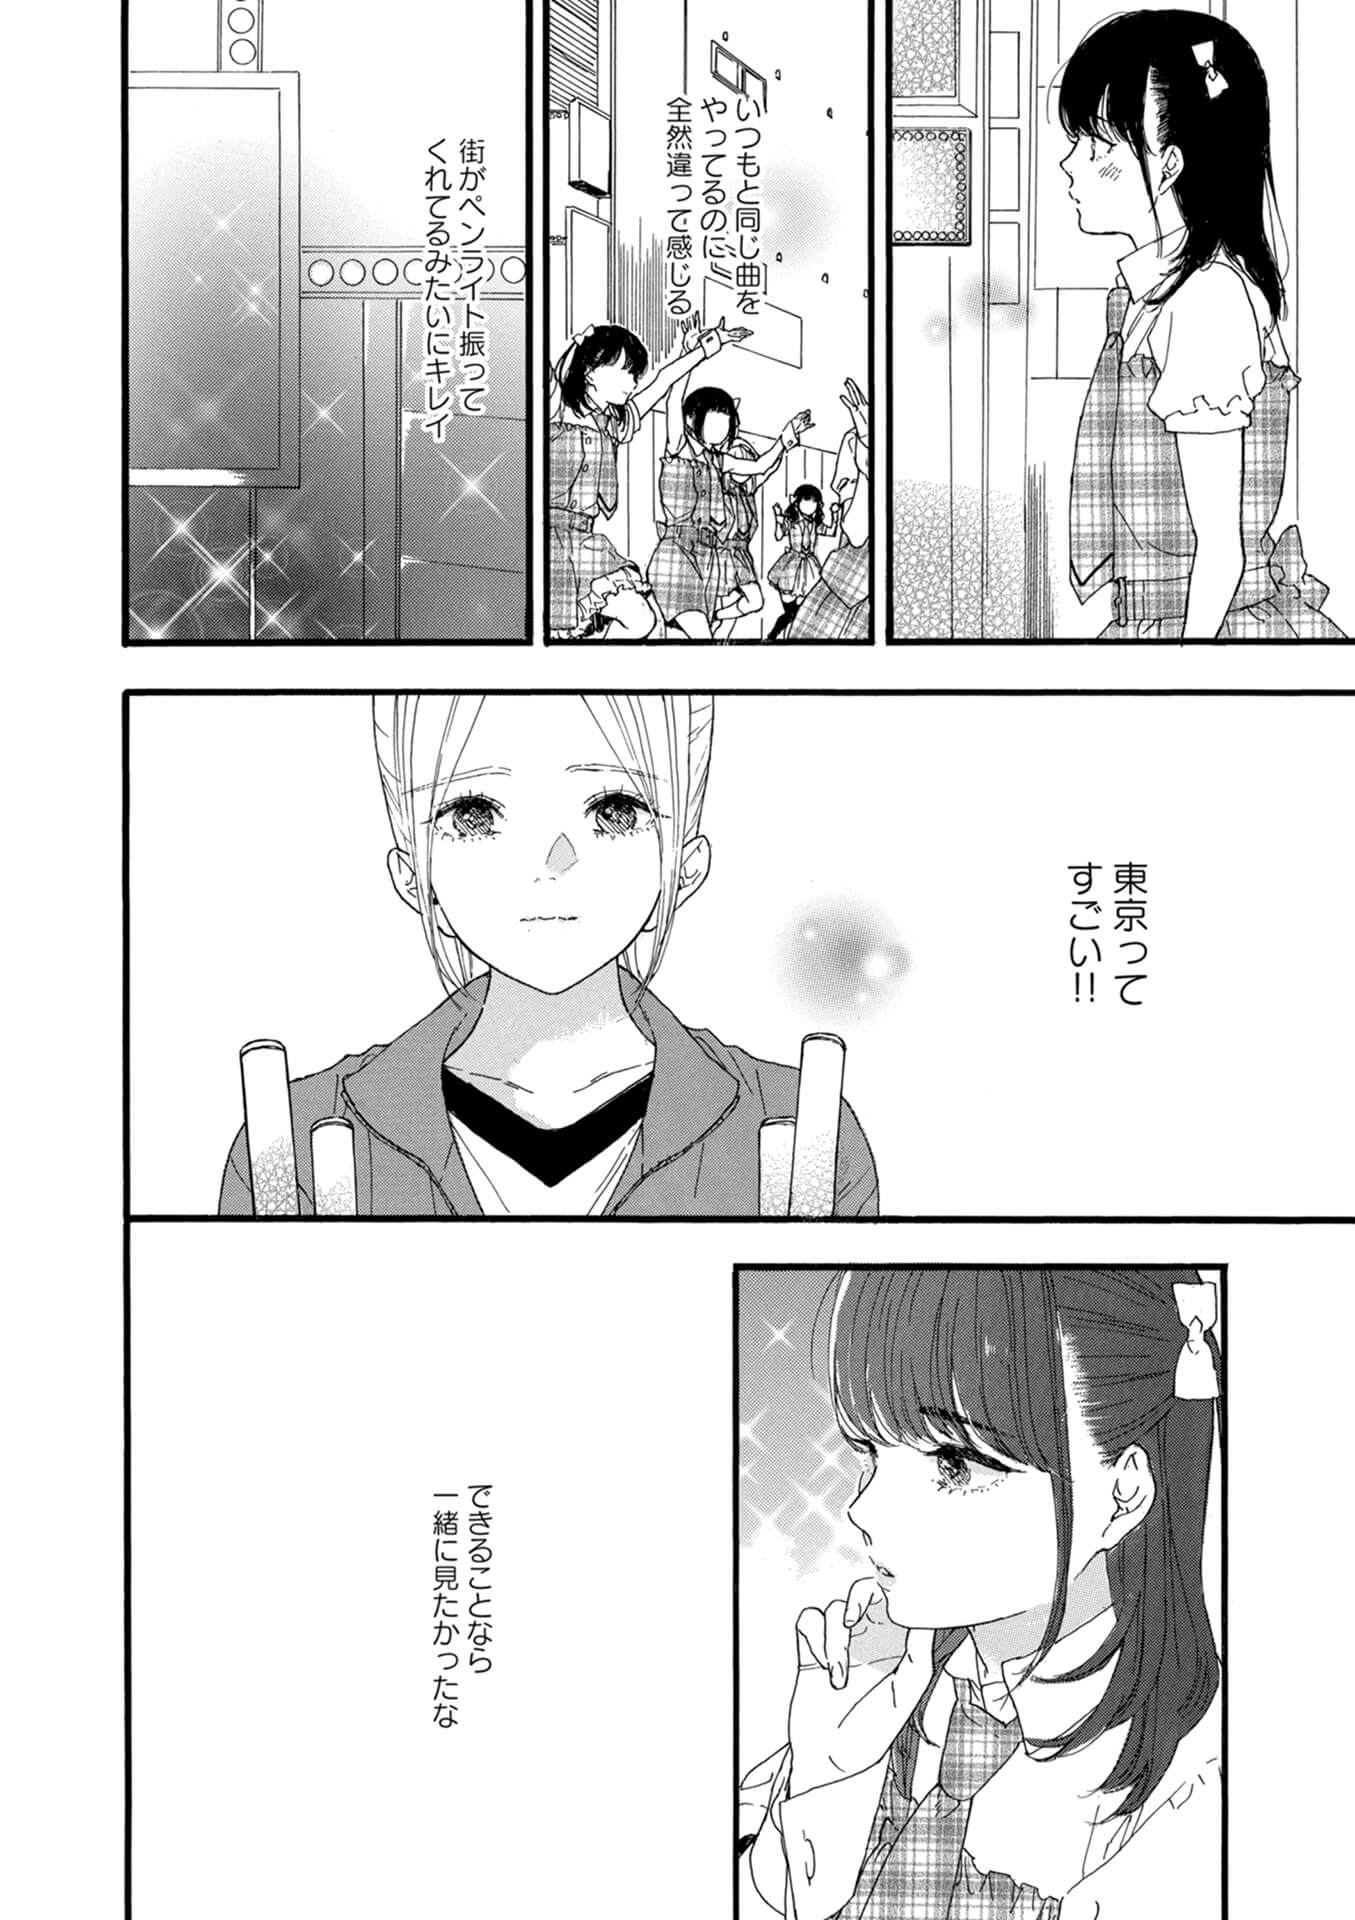 いつもと同じ曲を
やってるのに
全然違って感じる
街がペンライト振って
くれてるみたいにキレイ
東京って
すごい!!
できることなら
一緒に見たかったな